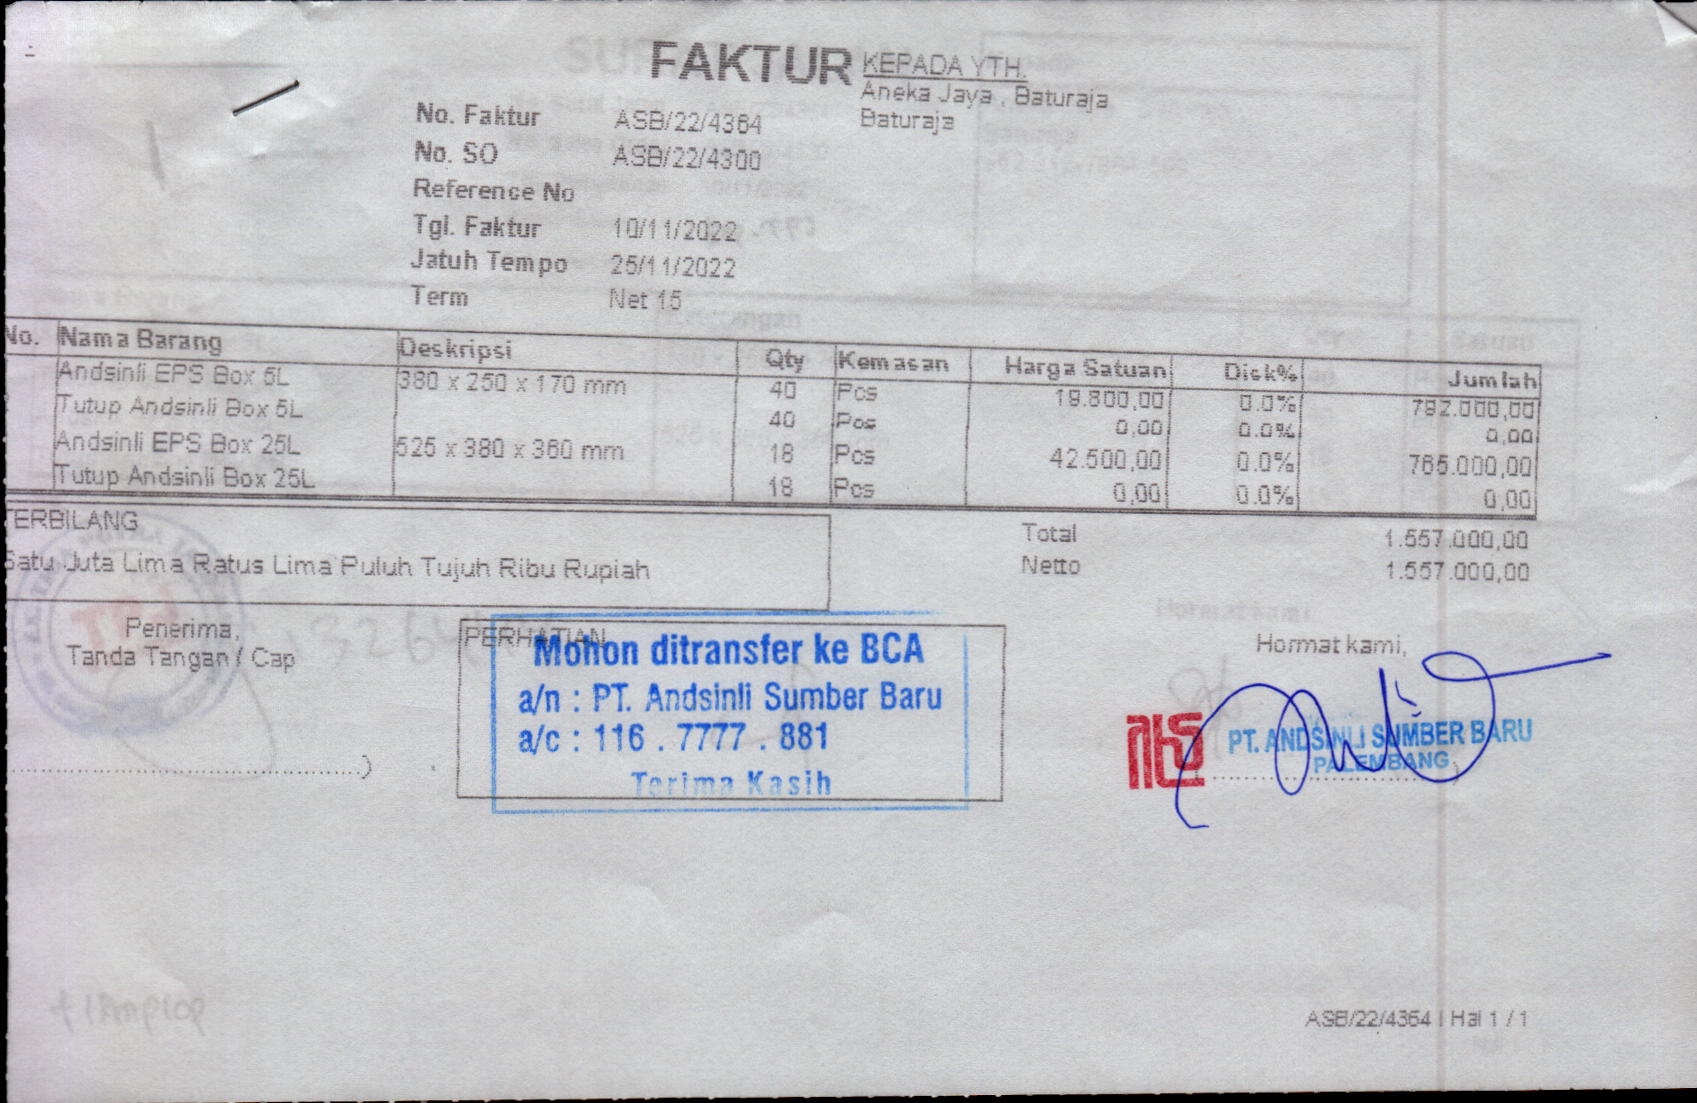 FAKTUR
KEPADA YTH.
Aneka Jaya , Baturaja
Baturaja
No. Faktur ASB/22/4364
No. SO ASB/22/4300
Reference No
Tgl. Faktur 10/11/2022
Jatuh Tempo 25/11/2022
Term Net 15
No. Nama Barang Deskripsi Qty Kemasan Harga Satuan Disk% Jumlah
Andsinli EPS Box 5L 380 x 250 x 170 mm 40 Pcs 19.800,00 0.0% 792.000,00
Tutup Andsinli Box 5L 40 Pcs 0,00 0.0% 0,00
Andsinli EPS Box 25L 525 x 380 x 360 mm 18 Pcs 42.500,00 0.0% 765.000,00
Tutup Andsinli Box 25L 18 Pcs 0,00 0.0% 0,00
TERBILANG
Satu Juta Lima Ratus Lima Puluh Tujuh Ribu Rupiah
Total 1.557.000,00
Netto 1.557.000,00
Penerima,
Tanda Tangan / Cap
PERHATIAN
Mohon ditransfer ke BCA
a/n : PT. Andsinli Sumber Baru
a/c : 116 . 7777 . 881
Terima Kasih
Hormat kami,
PT. ANDSINLI SUMBER BARU
PALEMBANG
ASB/22/4364 | Hal 1 / 1